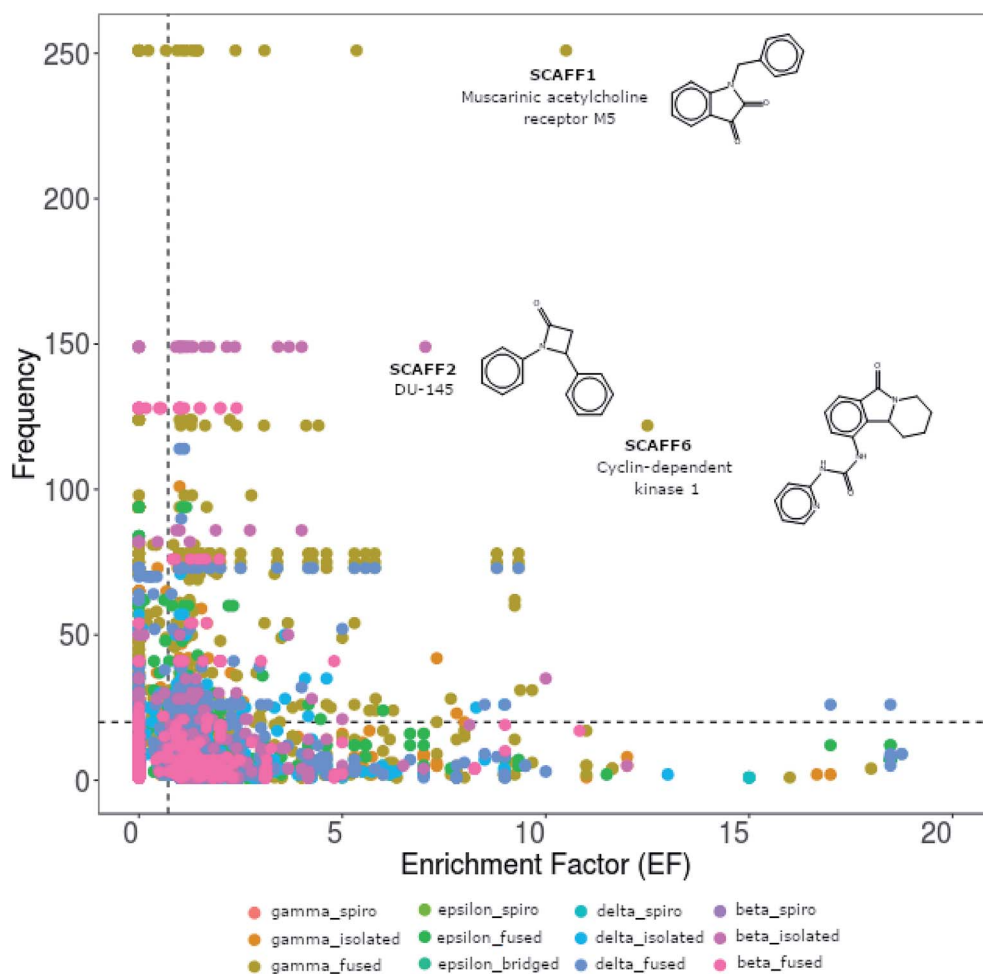 250
SCAFF1
Muscarinic acetylcholine
receptor M5
N
O
O
200
Frequency
150
SCAFF2
DU-145
O
N
SCAFF6
Cyclin-dependent
kinase 1
O
N
H
N
NH
O
N
100
50
0
0 5 10 15 20
Enrichment Factor (EF)
gamma_spiro epsilon_spiro delta_spiro beta_spiro
gamma_isolated epsilon_fused delta_isolated beta_isolated
gamma_fused epsilon_bridged delta_fused beta_fused